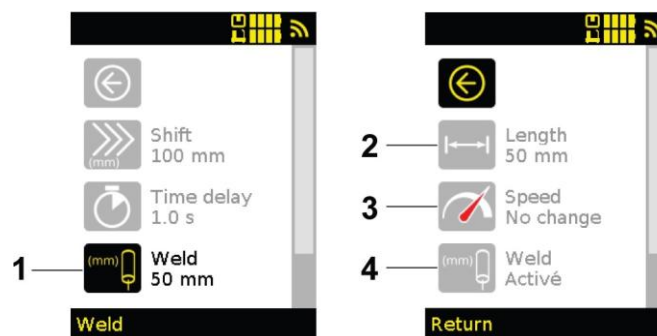 (mm)
Shift
100 mm
Time delay
1.0 s
1
(mm)
Weld
50 mm
Weld
2
Length
50 mm
3
Speed
No change
4
(mm)
Weld
Activé
Return